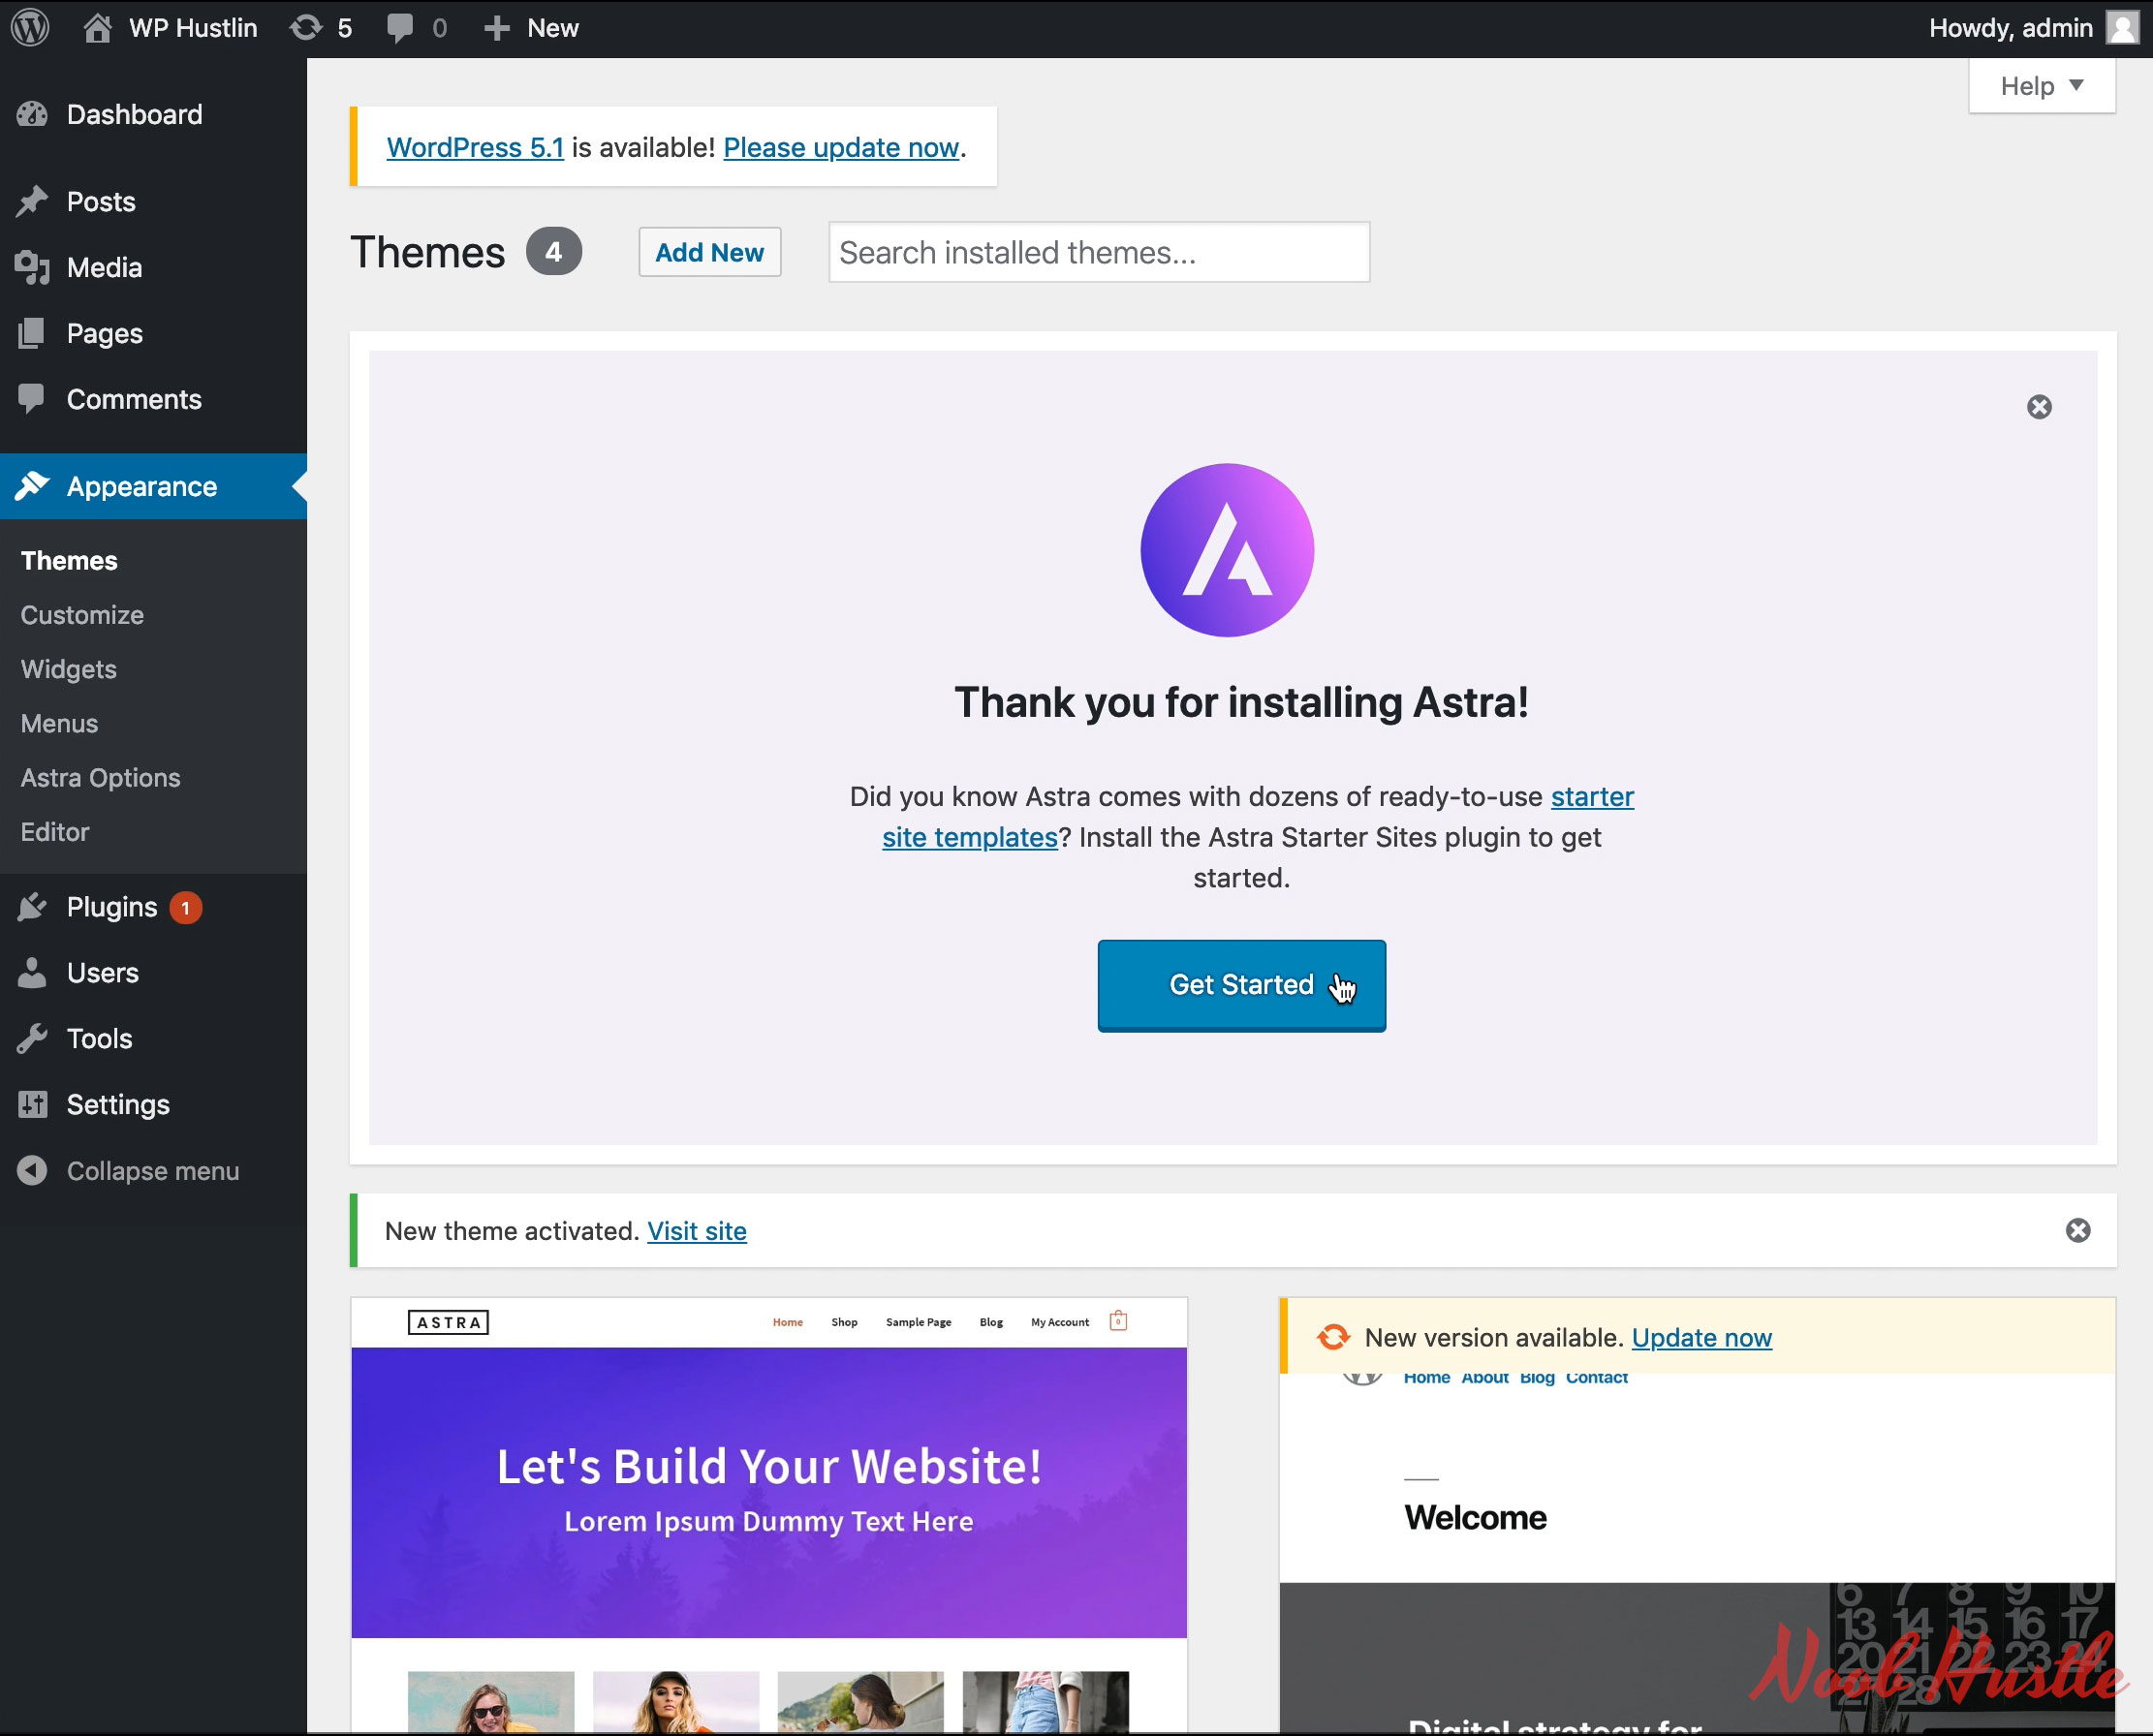 WP Hustlin 5 0 + New Howdy, admin
Help
Dashboard
Posts
Media
Pages
Comments
Appearance
Themes
Customize
Widgets
Menus
Astra Options
Editor
Plugins 1
Users
Tools
Settings
Collapse menu
WordPress 5.1 is available! Please update now.
Themes 4 Add New Search installed themes...
Thank you for installing Astra!
Did you know Astra comes with dozens of ready-to-use starter
site templates? Install the Astra Starter Sites plugin to get
started.
Get Started
New theme activated. Visit site
ASTRA Home Shop Sample Page Blog My Account 0
Let's Build Your Website!
Lorem Ipsum Dummy Text Here
New version available. Update now
Home About Blog Contact
Welcome
6 7 8 9 10
13 14 15 16 17
20 21 22 23 24
27 28
Digital strategy for
Noob Hustle